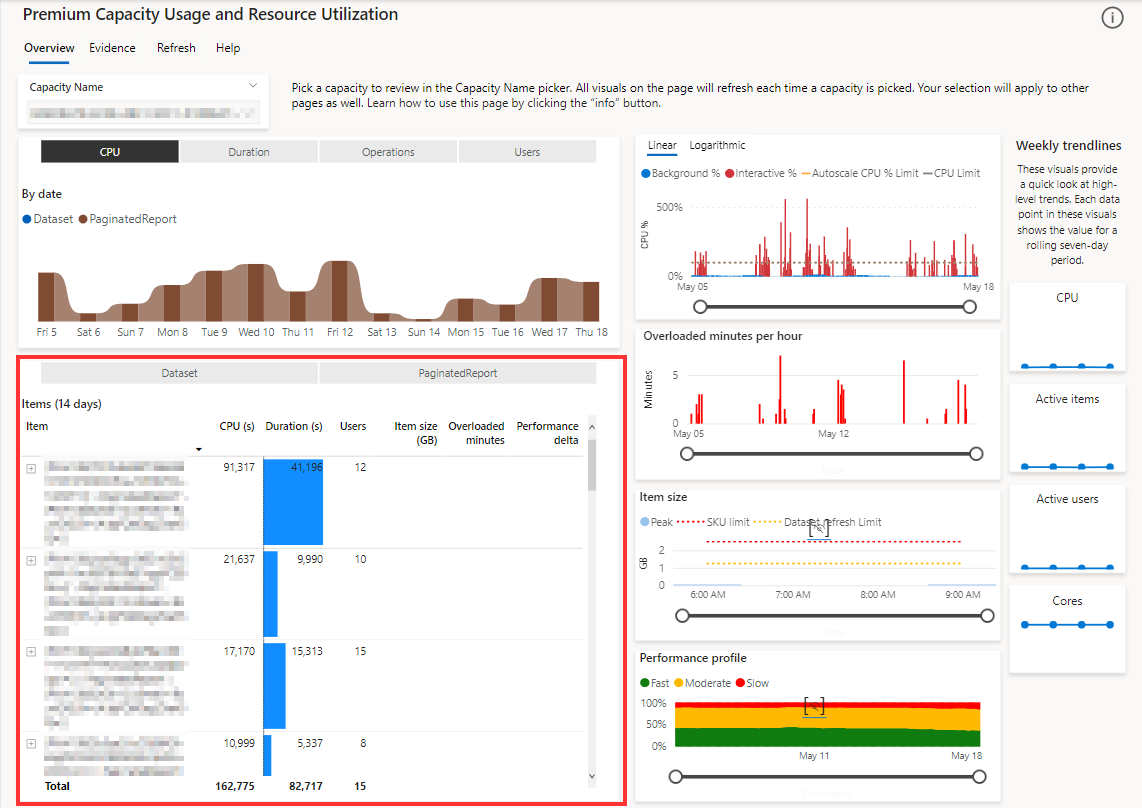 Premium Capacity Usage and Resource Utilization
Overview Evidence Refresh Help
Capacity Name
Pick a capacity to review in the Capacity Name picker. All visuals on the page will refresh each time a capacity is picked. Your selection will apply to other
pages as well. Learn how to use this page by clicking the “info” button.
CPU Duration Operations Users
By date
Dataset PaginatedReport
Fri 5 Sat 6 Sun 7 Mon 8 Tue 9 Wed 10 Thu 11 Fri 12 Sat 13 Sun 14 Mon 15 Tue 16 Wed 17 Thu 18
Dataset PaginatedReport
Items (14 days)
Item CPU (s) Duration (s) Users Item size (GB) Overloaded minutes Performance delta
91,317 41,196 12
21,637 9,990 10
17,170 15,313 15
10,999 5,337 8
Total 162,775 82,717 15
Linear Logarithmic
Background % Interactive % Autoscale CPU % Limit CPU Limit
CPU %
500%
0%
May 05 May 18
Overloaded minutes per hour
Minutes
5
0
May 05 May 12
Item size
Peak SKU limit Dataset refresh Limit
GB
2
1
0
6:00 AM 7:00 AM 8:00 AM 9:00 AM
Performance profile
Fast Moderate Slow
100%
50%
0%
May 11 May 18
Weekly trendlines
These visuals provide
a quick look at high-
level trends. Each data
point in these visuals
shows the value for a
rolling seven-day
period.
CPU
Active items
Active users
Cores